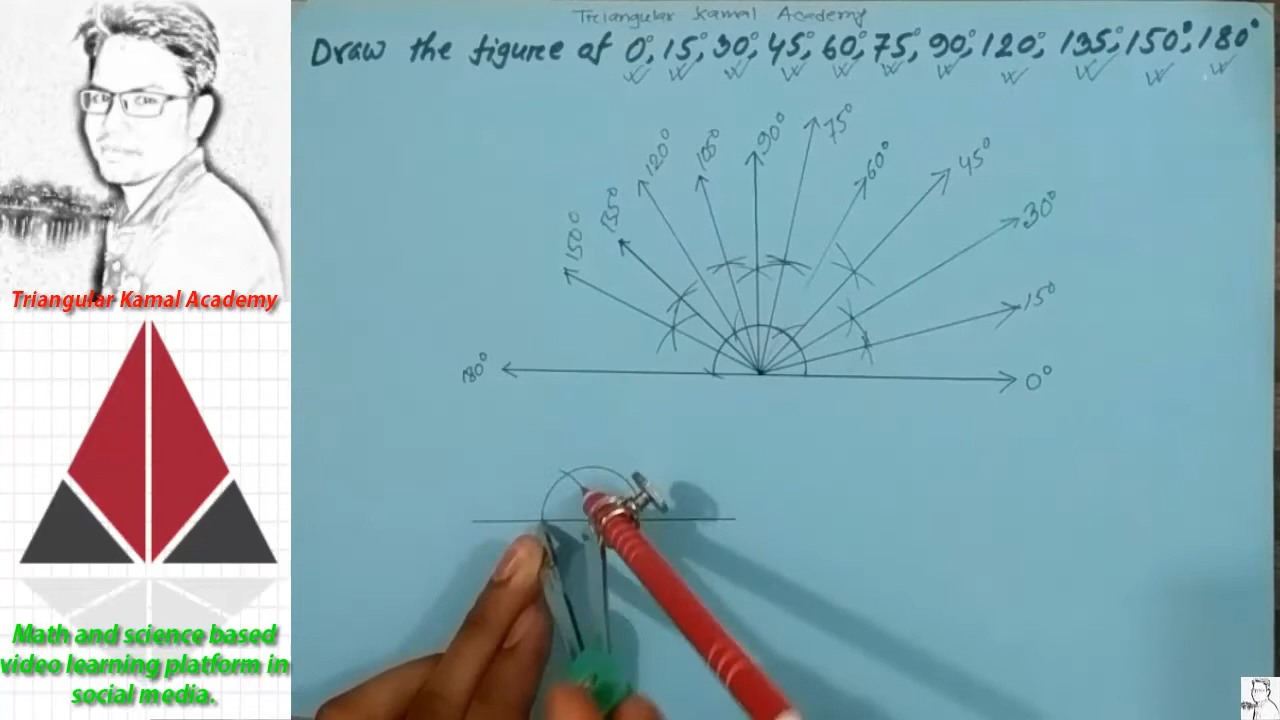 Triangular Kamal Academy
Draw the figure of 0°, 15°, 30°, 45°, 60°, 75°, 90°, 120°, 135°, 150°, 180°
120°
105°
90°
75°
60°
45°
150°
135°
30°
15°
180°
0°
Triangular Kamal Academy
Math and science based
video learning platform in
social media.